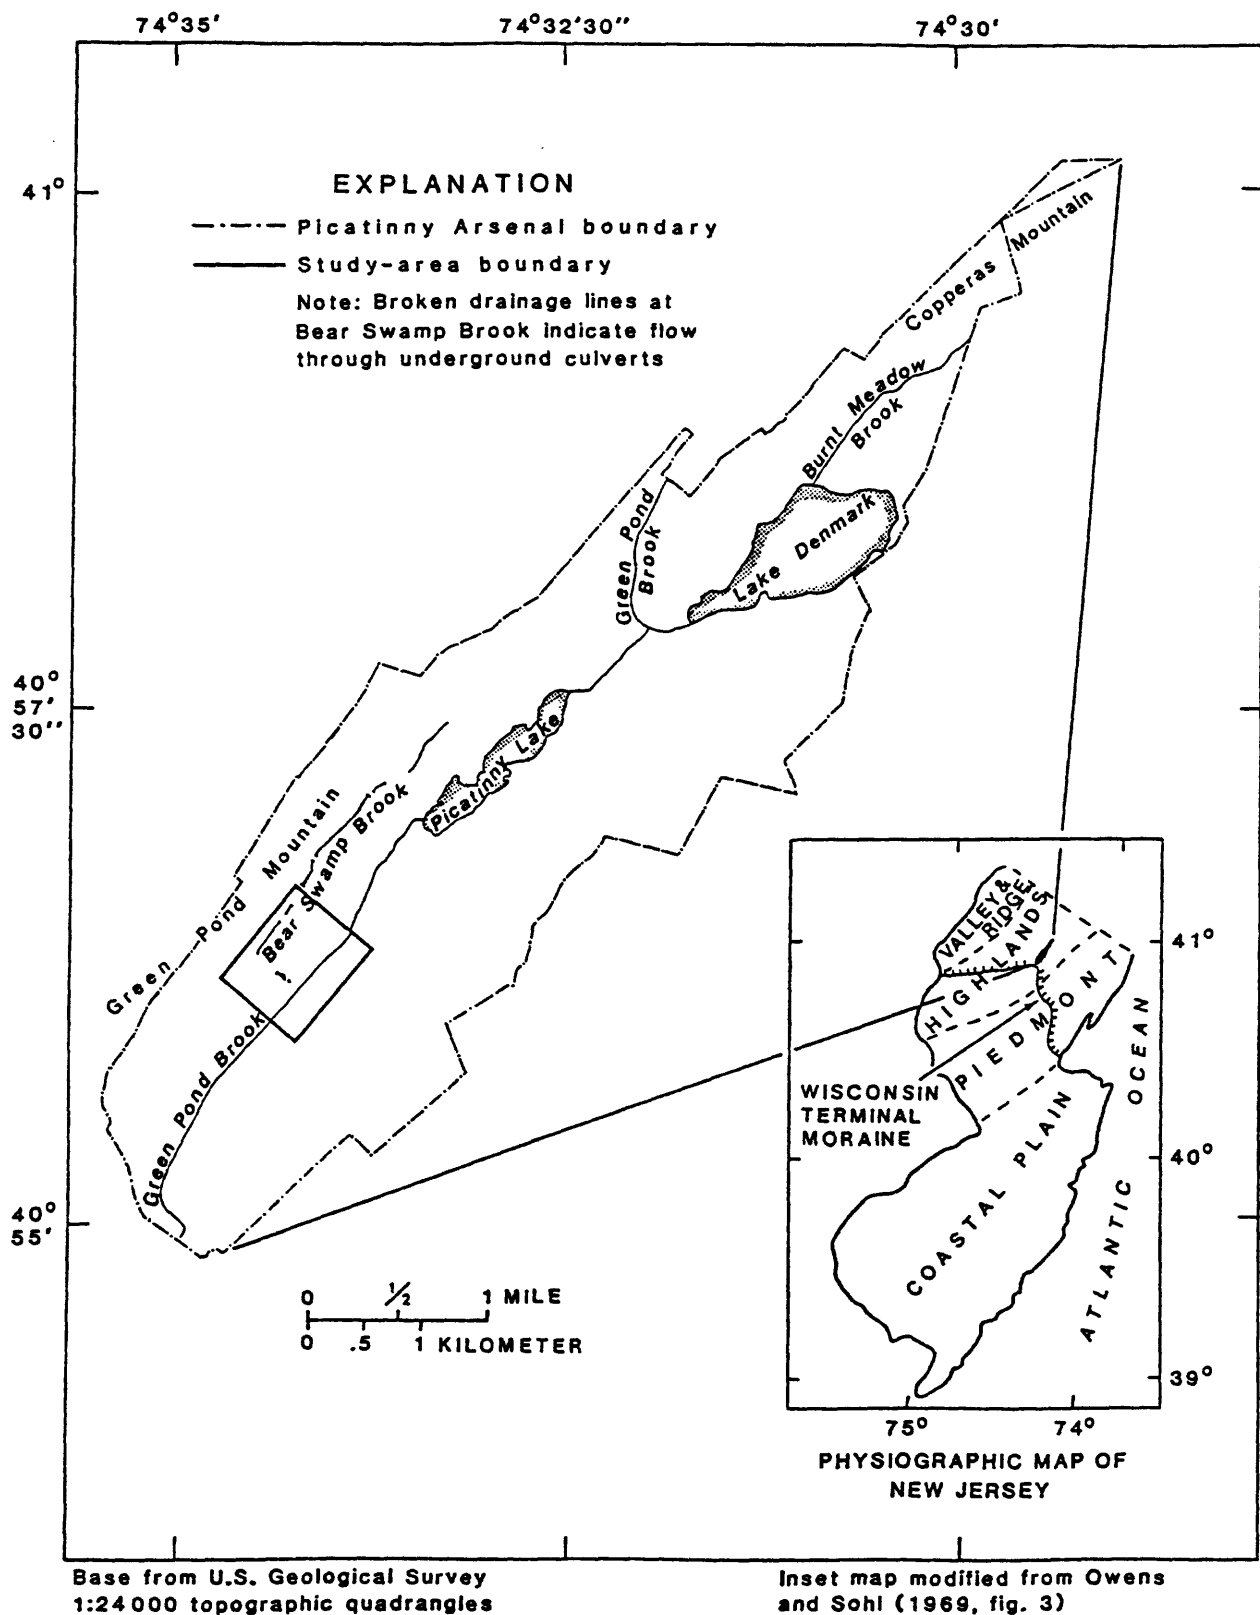 74°35' 74°32'30'' 74°30'
41°
EXPLANATION
Picatinny Arsenal boundary
Study-area boundary
Note: Broken drainage lines at
Bear Swamp Brook indicate flow
through underground culverts
Copperas Mountain
Burnt Meadow
Brook
Green Pond
Brook
Lake Denmark
40°
57'
30''
Picatinny Lake
Green Pond Mountain
Bear Swamp Brook
Green Pond Brook
40°
55'
0 1/2 1 MILE
0 .5 1 KILOMETER
VALLEY &
RIDGE
HIGHLANDS
PIEDMONT
41°
WISCONSIN
TERMINAL
MORAINE
COASTAL PLAIN
ATLANTIC OCEAN
40°
39°
75° 74°
PHYSIOGRAPHIC MAP OF
NEW JERSEY
Base from U.S. Geological Survey
1:24000 topographic quadrangles
Inset map modified from Owens
and Sohl (1969, fig. 3)